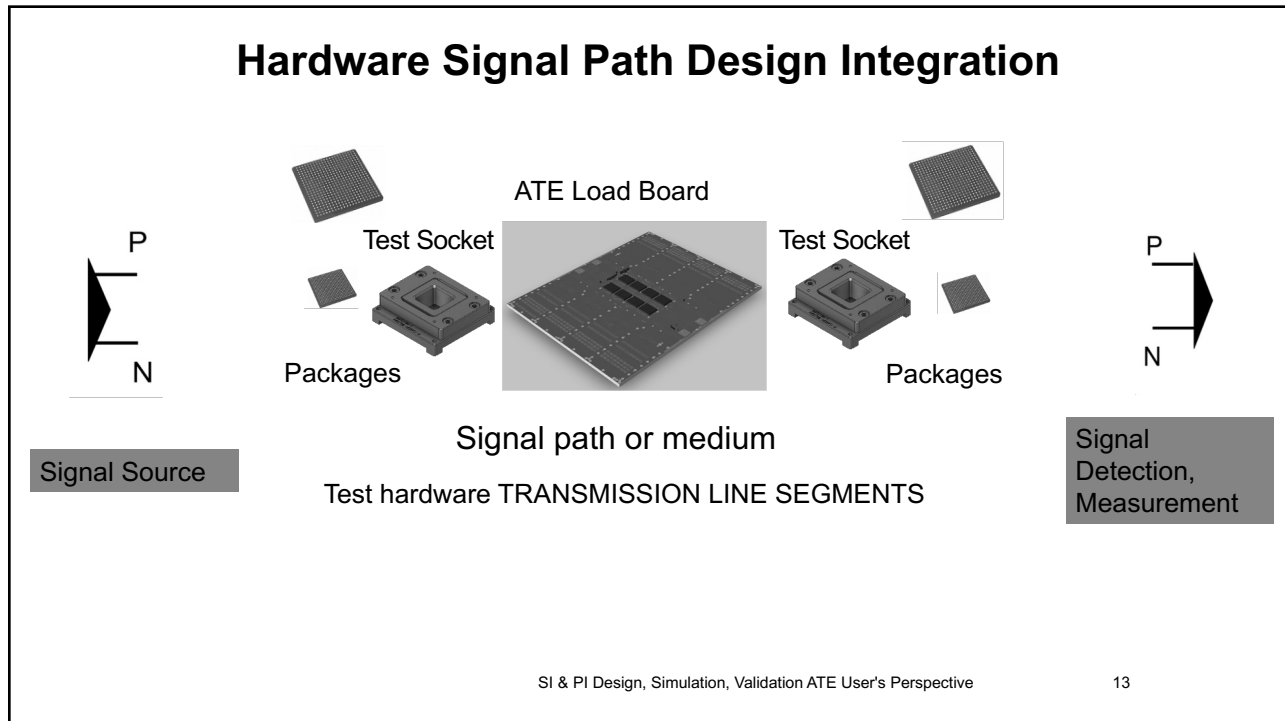 Hardware Signal Path Design Integration
ATE Load Board
P
Test Socket
Test Socket
P
N
Packages
Packages
N
Signal path or medium
Signal Source
Test hardware TRANSMISSION LINE SEGMENTS
Signal
Detection,
Measurement
SI & PI Design, Simulation, Validation ATE User's Perspective
13